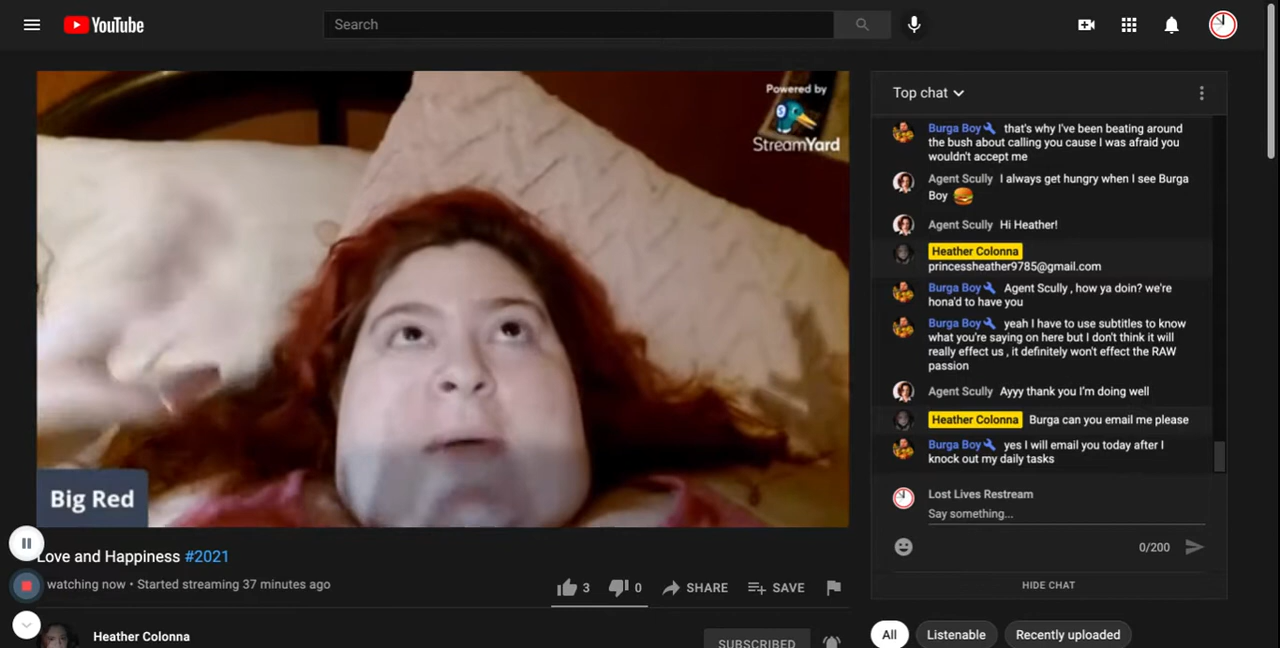 YouTube
Search
Powered by
StreamYard
Big Red
Love and Happiness #2021
watching now • Started streaming 37 minutes ago
3
0
SHARE
SAVE
Heather Colonna
SUBSCRIBED
Top chat
Burga Boy that's why I've been beating around
the bush about calling you cause I was afraid you
wouldn't accept me
Agent Scully I always get hungry when I see Burga
Boy
Agent Scully Hi Heather!
Heather Colonna
princessheather9785@gmail.com
Burga Boy Agent Scully , how ya doin? we're
hona'd to have you
Burga Boy yeah I have to use subtitles to know
what you're saying on here but I don't think it will
really effect us , it definitely won't effect the RAW
passion
Agent Scully Ayyy thank you I'm doing well
Heather Colonna Burga can you email me please
Burga Boy yes I will email you today after I
knock out my daily tasks
Lost Lives Restream
Say something...
0/200
HIDE CHAT
All
Listenable
Recently uploaded